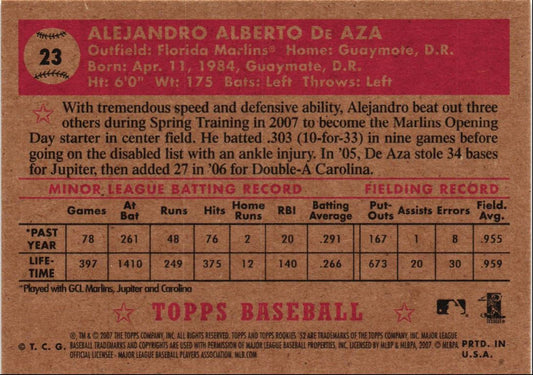 23
ALEJANDRO ALBERTO DE AZA
Outfield: Florida Marlins® Home: Guaymote, D.R.
Born: Apr. 11, 1984, Guaymate, D.R.
Ht: 6'0" Wt: 175 Bats: Left Throws: Left
With tremendous speed and defensive ability, Alejandro beat out three
others during Spring Training in 2007 to become the Marlins Opening
Day starter in center field. He batted .303 (10-for-33) in nine games before
going on the disabled list with an ankle injury. In '05, De Aza stole 34 bases
for Jupiter, then added 27 in '06 for Double-A Carolina.
MINOR LEAGUE BATTING RECORD FIELDING RECORD
Games At Bat Runs Hits Home Runs RBI Batting Average Put-Outs Assists Errors Field. Avg.
*PAST YEAR 78 261 48 76 2 20 .291 167 1 8 .955
LIFE-TIME 397 1410 249 375 12 140 .266 673 20 30 .959
*Played with GCL Marlins, Jupiter and Carolina
TOPPS BASEBALL
®, TM & © 2007 THE TOPPS COMPANY, INC. ALL RIGHTS RESERVED. TOPPS AND TOPPS ROOKIES '52 ARE TRADEMARKS OF THE TOPPS COMPANY, INC. MAJOR LEAGUE
BASEBALL TRADEMARKS AND COPYRIGHTS ARE USED WITH PERMISSION OF MAJOR LEAGUE BASEBALL PROPERTIES, INC. LICENSED BY MLBP & MLBPA, 2007. © MLBPA
OFFICIAL LICENSEE - MAJOR LEAGUE BASEBALL PLAYERS ASSOCIATION. MLB.COM
© T. C. G.
PRTD. IN
U.S.A.